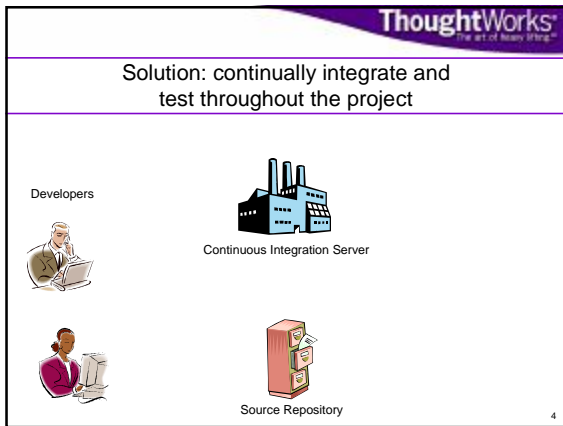 ThoughtWorks®
The art of heavy lifting.℠
Solution: continually integrate and
test throughout the project
Developers
Continuous Integration Server
Source Repository
4